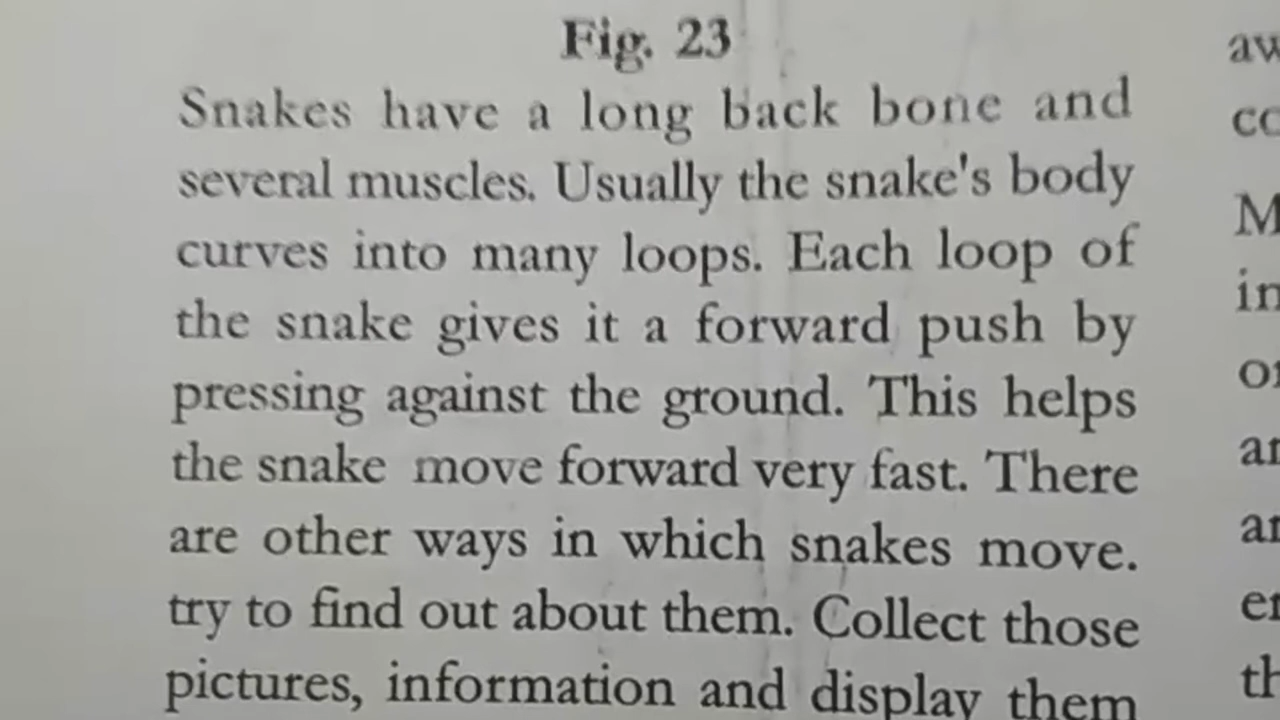 Fig. 23
Snakes have a long back bone and
several muscles. Usually the snake's body
curves into many loops. Each loop of
the snake gives it a forward push by
pressing against the ground. This helps
the snake move forward very fast. There
are other ways in which snakes move.
try to find out about them. Collect those
pictures, information and display them